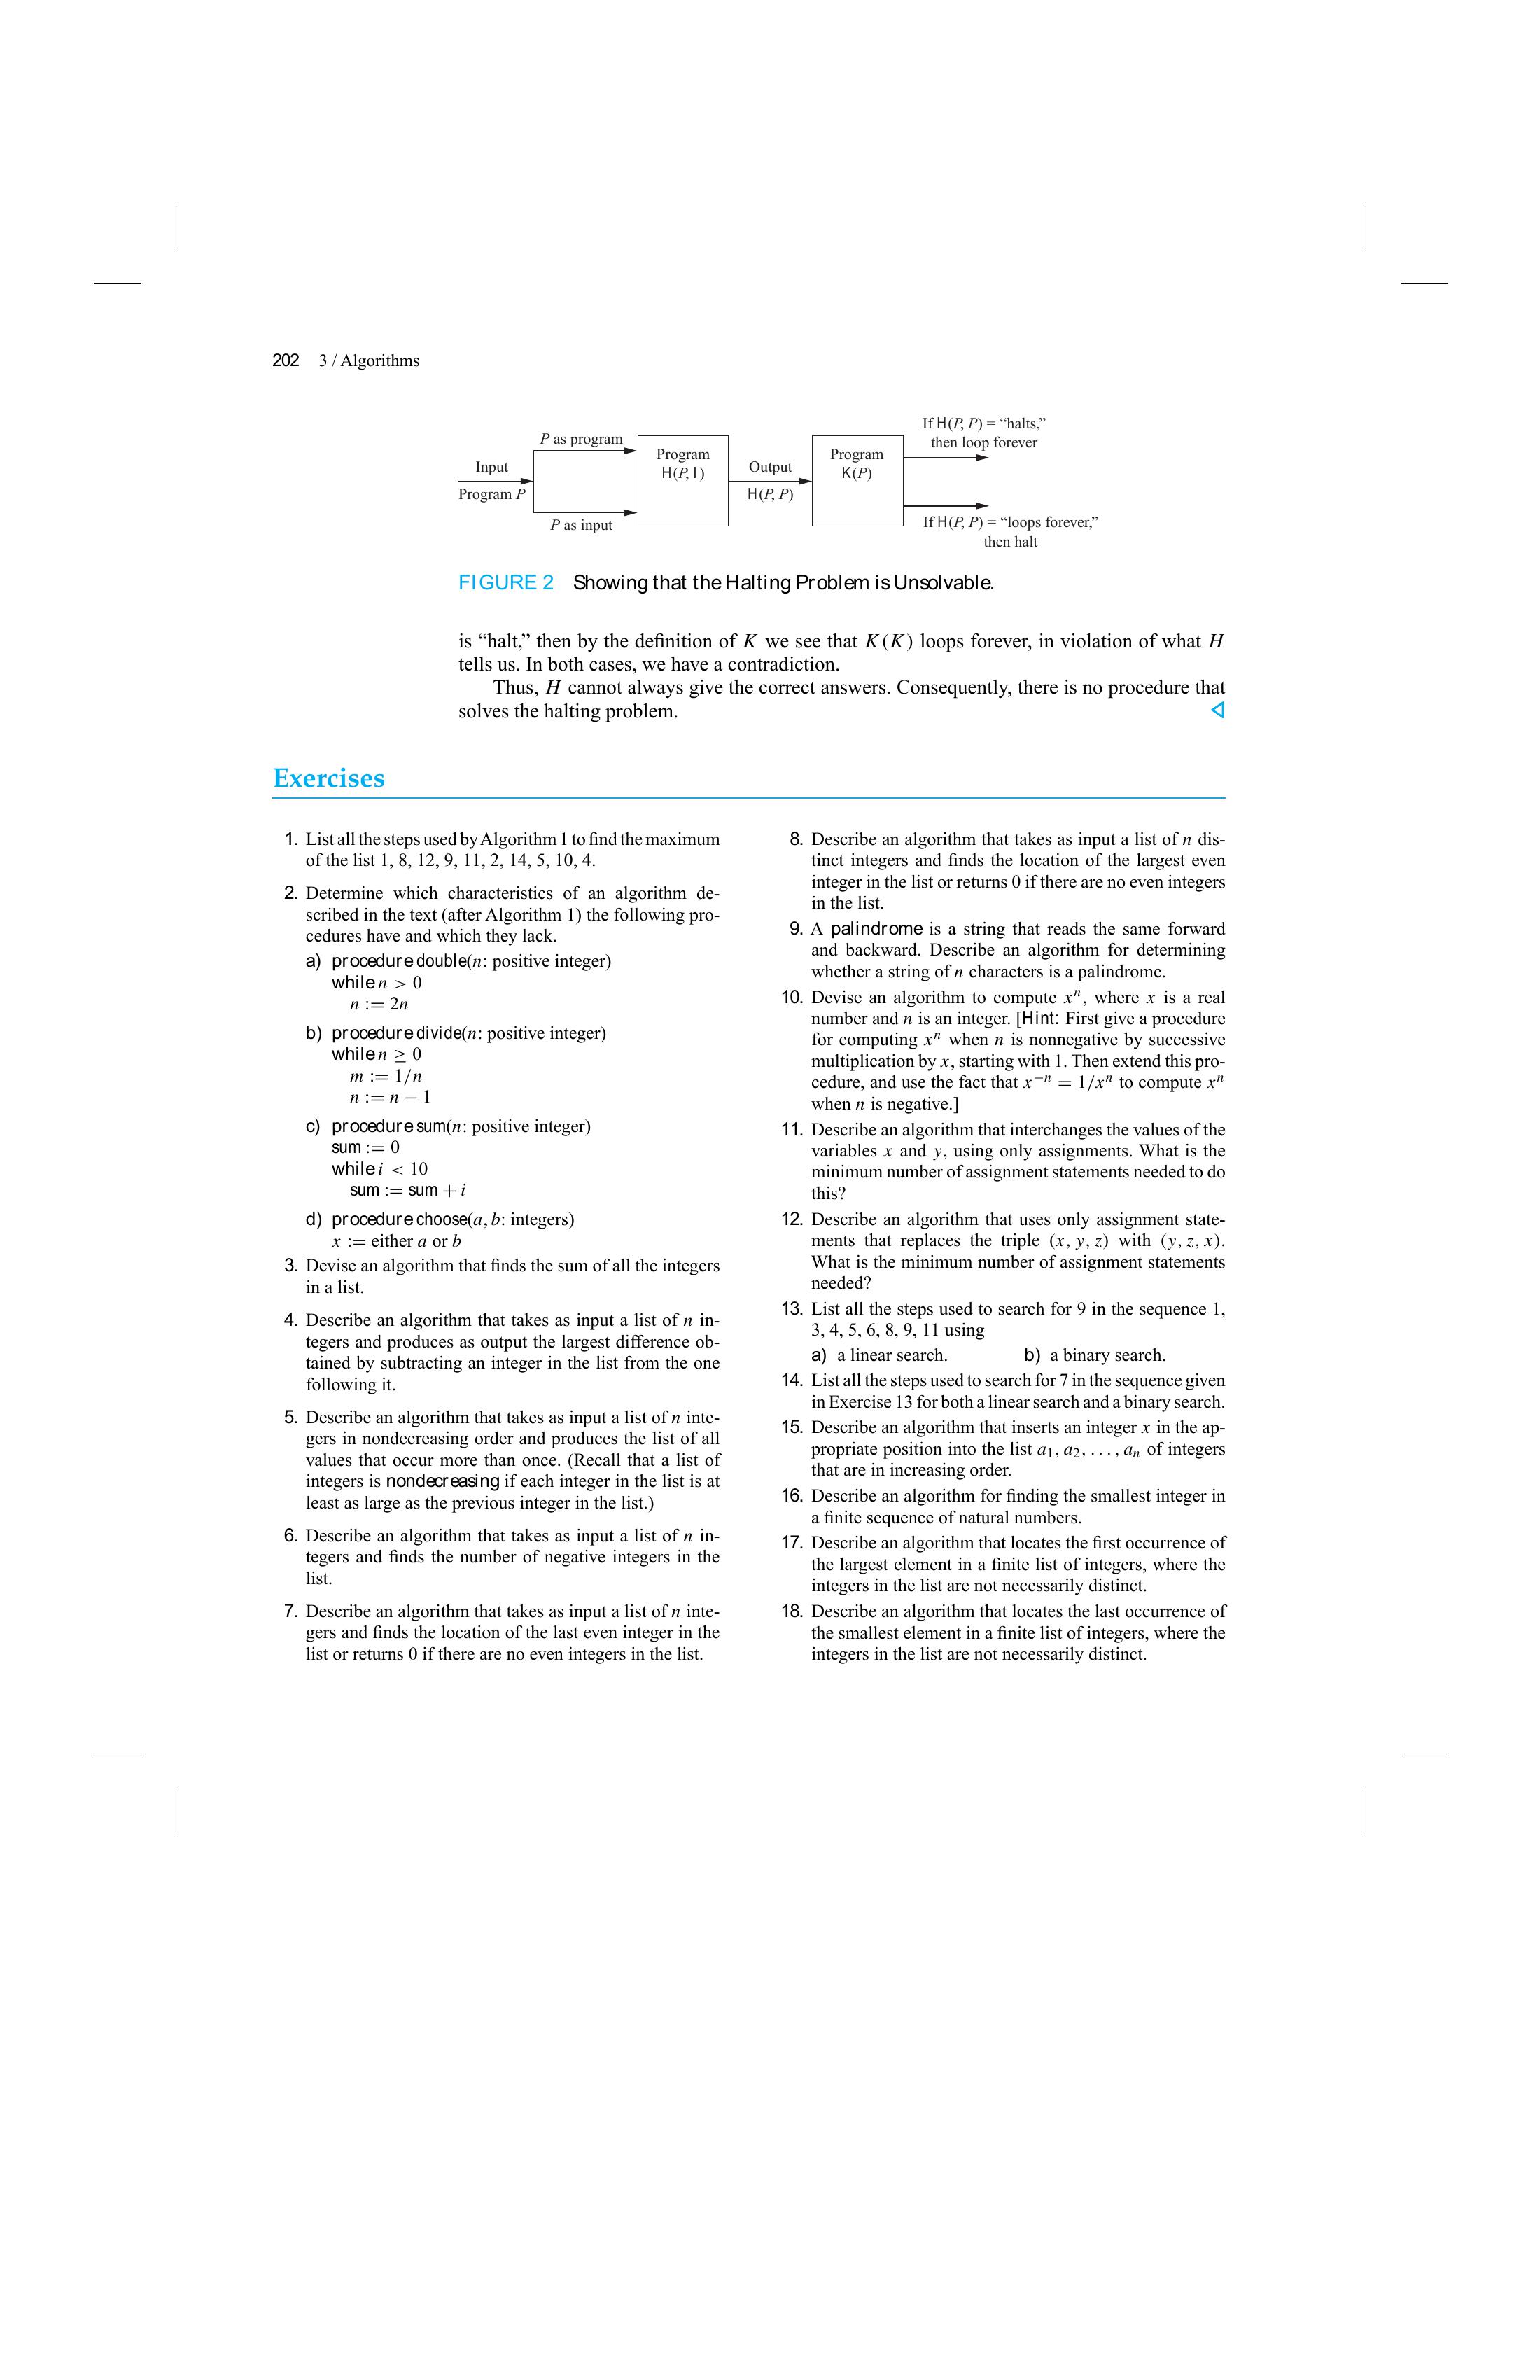 202 3 / Algorithms
If H(P, P) = “halts,”
then loop forever
P as program
Program
H(P, I)
Program
K(P)
Input
Program P
Output
H(P, P)
P as input
If H(P, P) = “loops forever,”
then halt
FIGURE 2 Showing that the Halting Problem is Unsolvable.
is “halt,” then by the definition of K we see that K(K) loops forever, in violation of what H
tells us. In both cases, we have a contradiction.
Thus, H cannot always give the correct answers. Consequently, there is no procedure that
solves the halting problem.
Exercises
1. List all the steps used by Algorithm 1 to find the maximum
of the list 1, 8, 12, 9, 11, 2, 14, 5, 10, 4.
2. Determine which characteristics of an algorithm de-
scribed in the text (after Algorithm 1) the following pro-
cedures have and which they lack.
a) procedure double(n: positive integer)
while n > 0
n := 2n
b) procedure divide(n: positive integer)
while n ≥ 0
m := 1/n
n := n − 1
c) procedure sum(n: positive integer)
sum := 0
while i < 10
sum := sum + i
d) procedure choose(a, b: integers)
x := either a or b
3. Devise an algorithm that finds the sum of all the integers
in a list.
4. Describe an algorithm that takes as input a list of n in-
tegers and produces as output the largest difference ob-
tained by subtracting an integer in the list from the one
following it.
5. Describe an algorithm that takes as input a list of n inte-
gers in nondecreasing order and produces the list of all
values that occur more than once. (Recall that a list of
integers is nondecreasing if each integer in the list is at
least as large as the previous integer in the list.)
6. Describe an algorithm that takes as input a list of n in-
tegers and finds the number of negative integers in the
list.
7. Describe an algorithm that takes as input a list of n inte-
gers and finds the location of the last even integer in the
list or returns 0 if there are no even integers in the list.
8. Describe an algorithm that takes as input a list of n dis-
tinct integers and finds the location of the largest even
integer in the list or returns 0 if there are no even integers
in the list.
9. A palindrome is a string that reads the same forward
and backward. Describe an algorithm for determining
whether a string of n characters is a palindrome.
10. Devise an algorithm to compute xⁿ, where x is a real
number and n is an integer. [Hint: First give a procedure
for computing xⁿ when n is nonnegative by successive
multiplication by x, starting with 1. Then extend this pro-
cedure, and use the fact that x⁻ⁿ = 1/xⁿ to compute xⁿ
when n is negative.]
11. Describe an algorithm that interchanges the values of the
variables x and y, using only assignments. What is the
minimum number of assignment statements needed to do
this?
12. Describe an algorithm that uses only assignment state-
ments that replaces the triple (x, y, z) with (y, z, x).
What is the minimum number of assignment statements
needed?
13. List all the steps used to search for 9 in the sequence 1,
3, 4, 5, 6, 8, 9, 11 using
a) a linear search. b) a binary search.
14. List all the steps used to search for 7 in the sequence given
in Exercise 13 for both a linear search and a binary search.
15. Describe an algorithm that inserts an integer x in the ap-
propriate position into the list a₁, a₂, . . . , aₙ of integers
that are in increasing order.
16. Describe an algorithm for finding the smallest integer in
a finite sequence of natural numbers.
17. Describe an algorithm that locates the first occurrence of
the largest element in a finite list of integers, where the
integers in the list are not necessarily distinct.
18. Describe an algorithm that locates the last occurrence of
the smallest element in a finite list of integers, where the
integers in the list are not necessarily distinct.